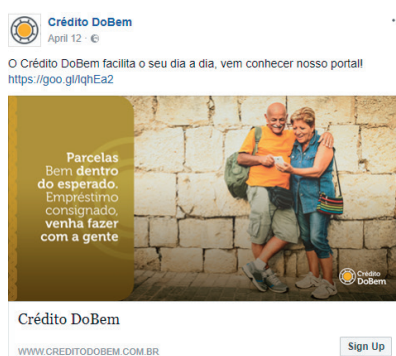 Crédito DoBem
April 12
O Crédito DoBem facilita o seu dia a dia, vem conhecer nosso portal!
https://goo.gl/lqhEa2
Parcelas
Bem dentro
do esperado.
Empréstimo
consignado,
venha fazer
com a gente
Crédito
DoBem
Crédito DoBem
WWW.CREDITODOBEM.COM.BR
Sign Up